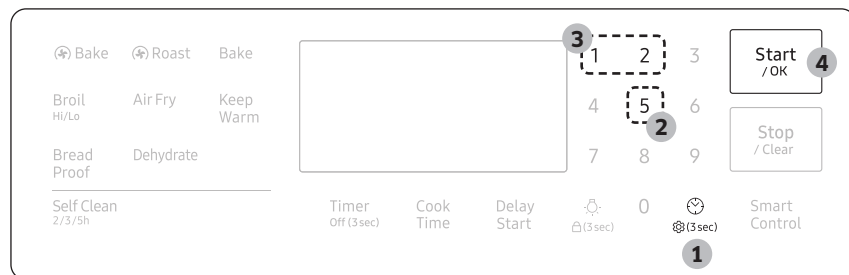 Bake Roast Bake
3
1 2 3
Start
/ OK
4
Broil
Hi/Lo
Air Fry
Keep
Warm
4 5 6
2
Stop
/ Clear
Bread
Proof
Dehydrate
7 8 9
Self Clean
2/3/5h
Timer
Off (3 sec)
Cook
Time
Delay
Start
(3 sec)
0
(3 sec)
1
Smart
Control